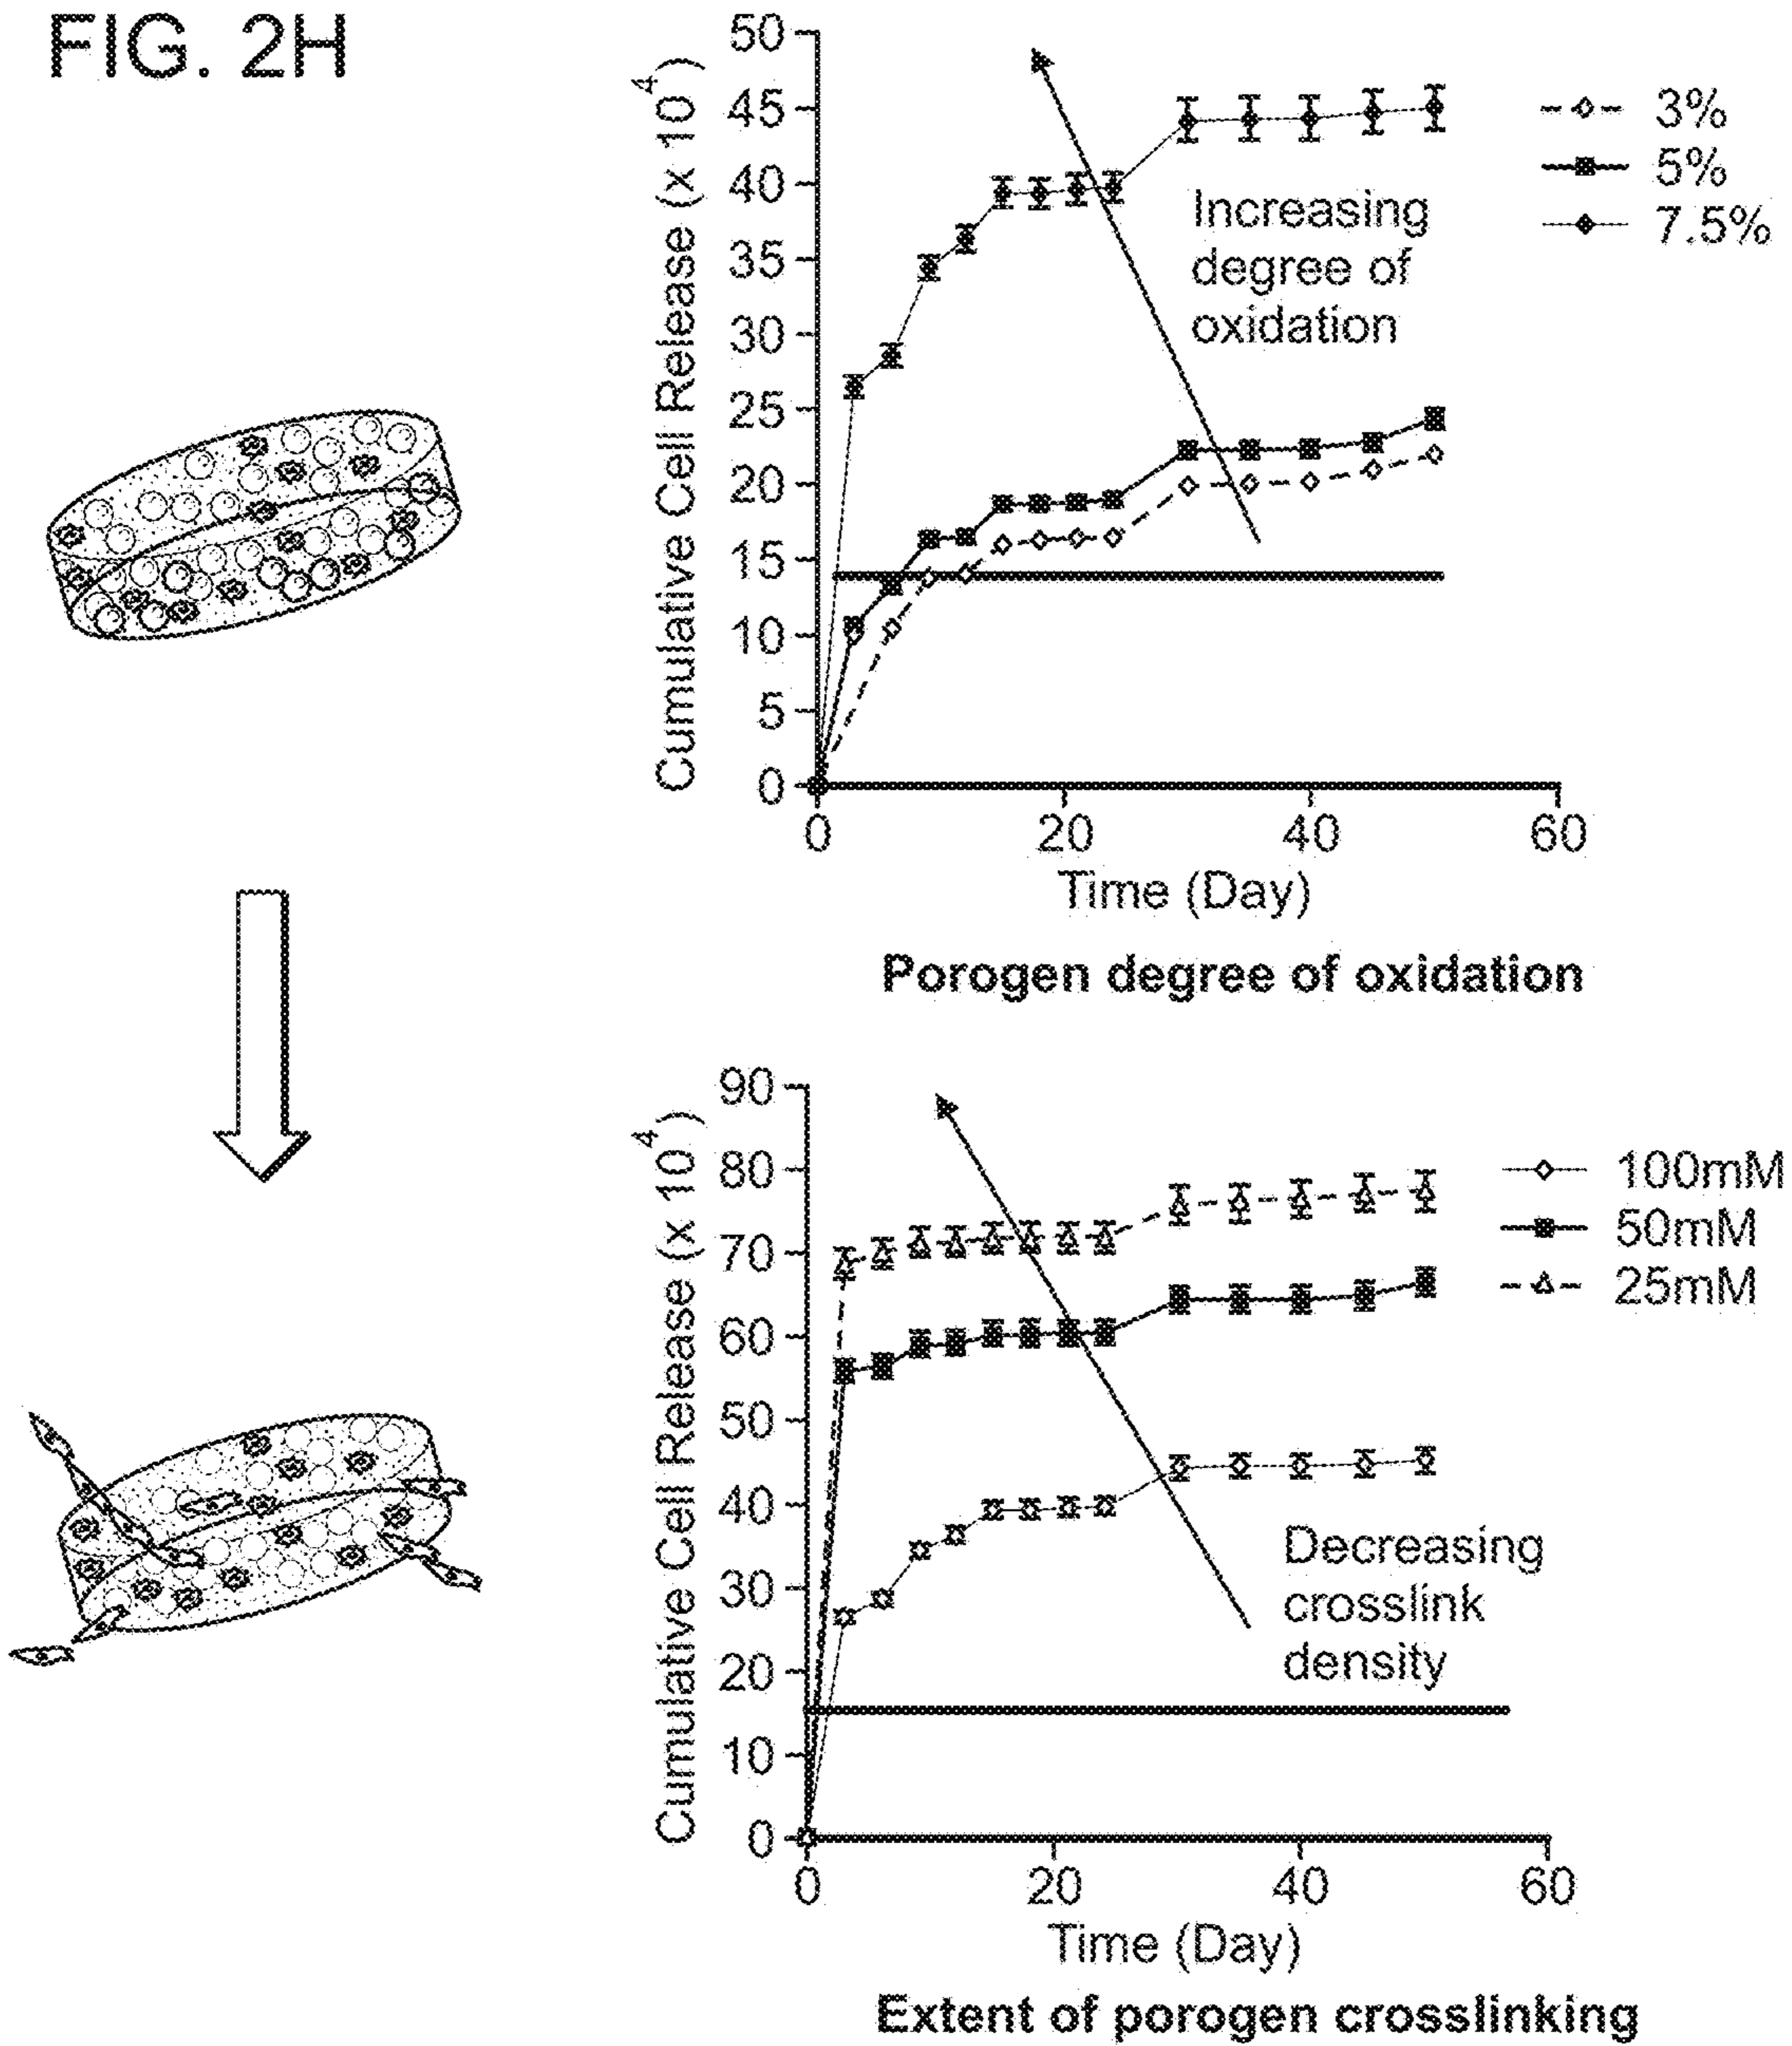 FIG. 2H
Cumulative Cell Release (x 10^4)
50
45
40
35
30
25
20
15
10
5
0
0
20
40
60
Time (Day)
Increasing
degree of
oxidation
3%
5%
7.5%
Porogen degree of oxidation
Cumulative Cell Release (x 10^4)
90
80
70
60
50
40
30
20
10
0
0
20
40
60
Time (Day)
Decreasing
crosslink
density
100mM
50mM
25mM
Extent of porogen crosslinking